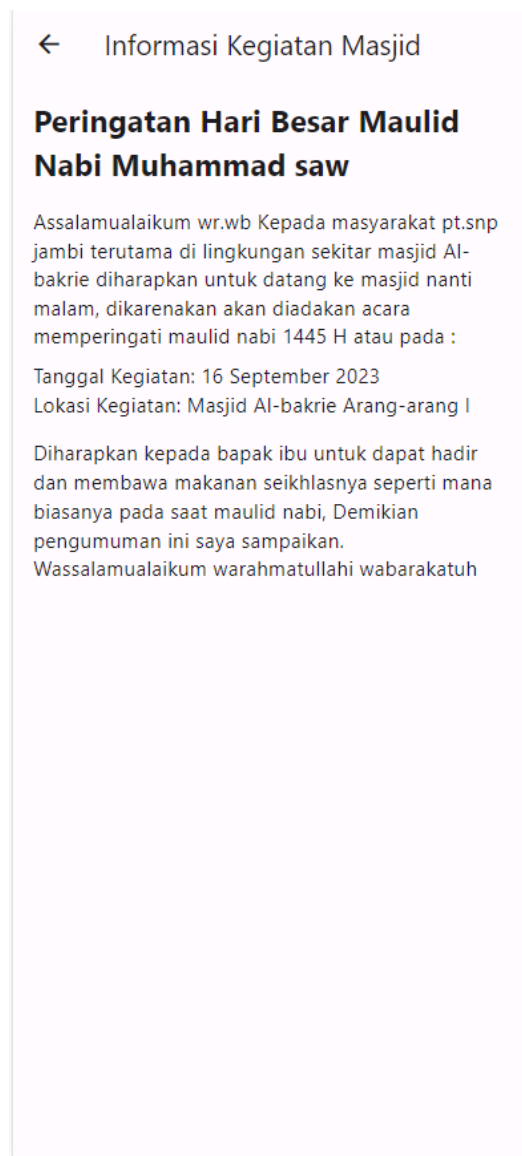 Informasi Kegiatan Masjid
Peringatan Hari Besar Maulid
Nabi Muhammad saw
Assalamualaikum wr.wb Kepada masyarakat pt.snp
jambi terutama di lingkungan sekitar masjid Al-
bakrie diharapkan untuk datang ke masjid nanti
malam, dikarenakan akan diadakan acara
memperingati maulid nabi 1445 H atau pada :
Tanggal Kegiatan: 16 September 2023
Lokasi Kegiatan: Masjid Al-bakrie Arang-arang I
Diharapkan kepada bapak ibu untuk dapat hadir
dan membawa makanan seikhlasnya seperti mana
biasanya pada saat maulid nabi, Demikian
pengumuman ini saya sampaikan.
Wassalamualaikum warahmatullahi wabarakatuh